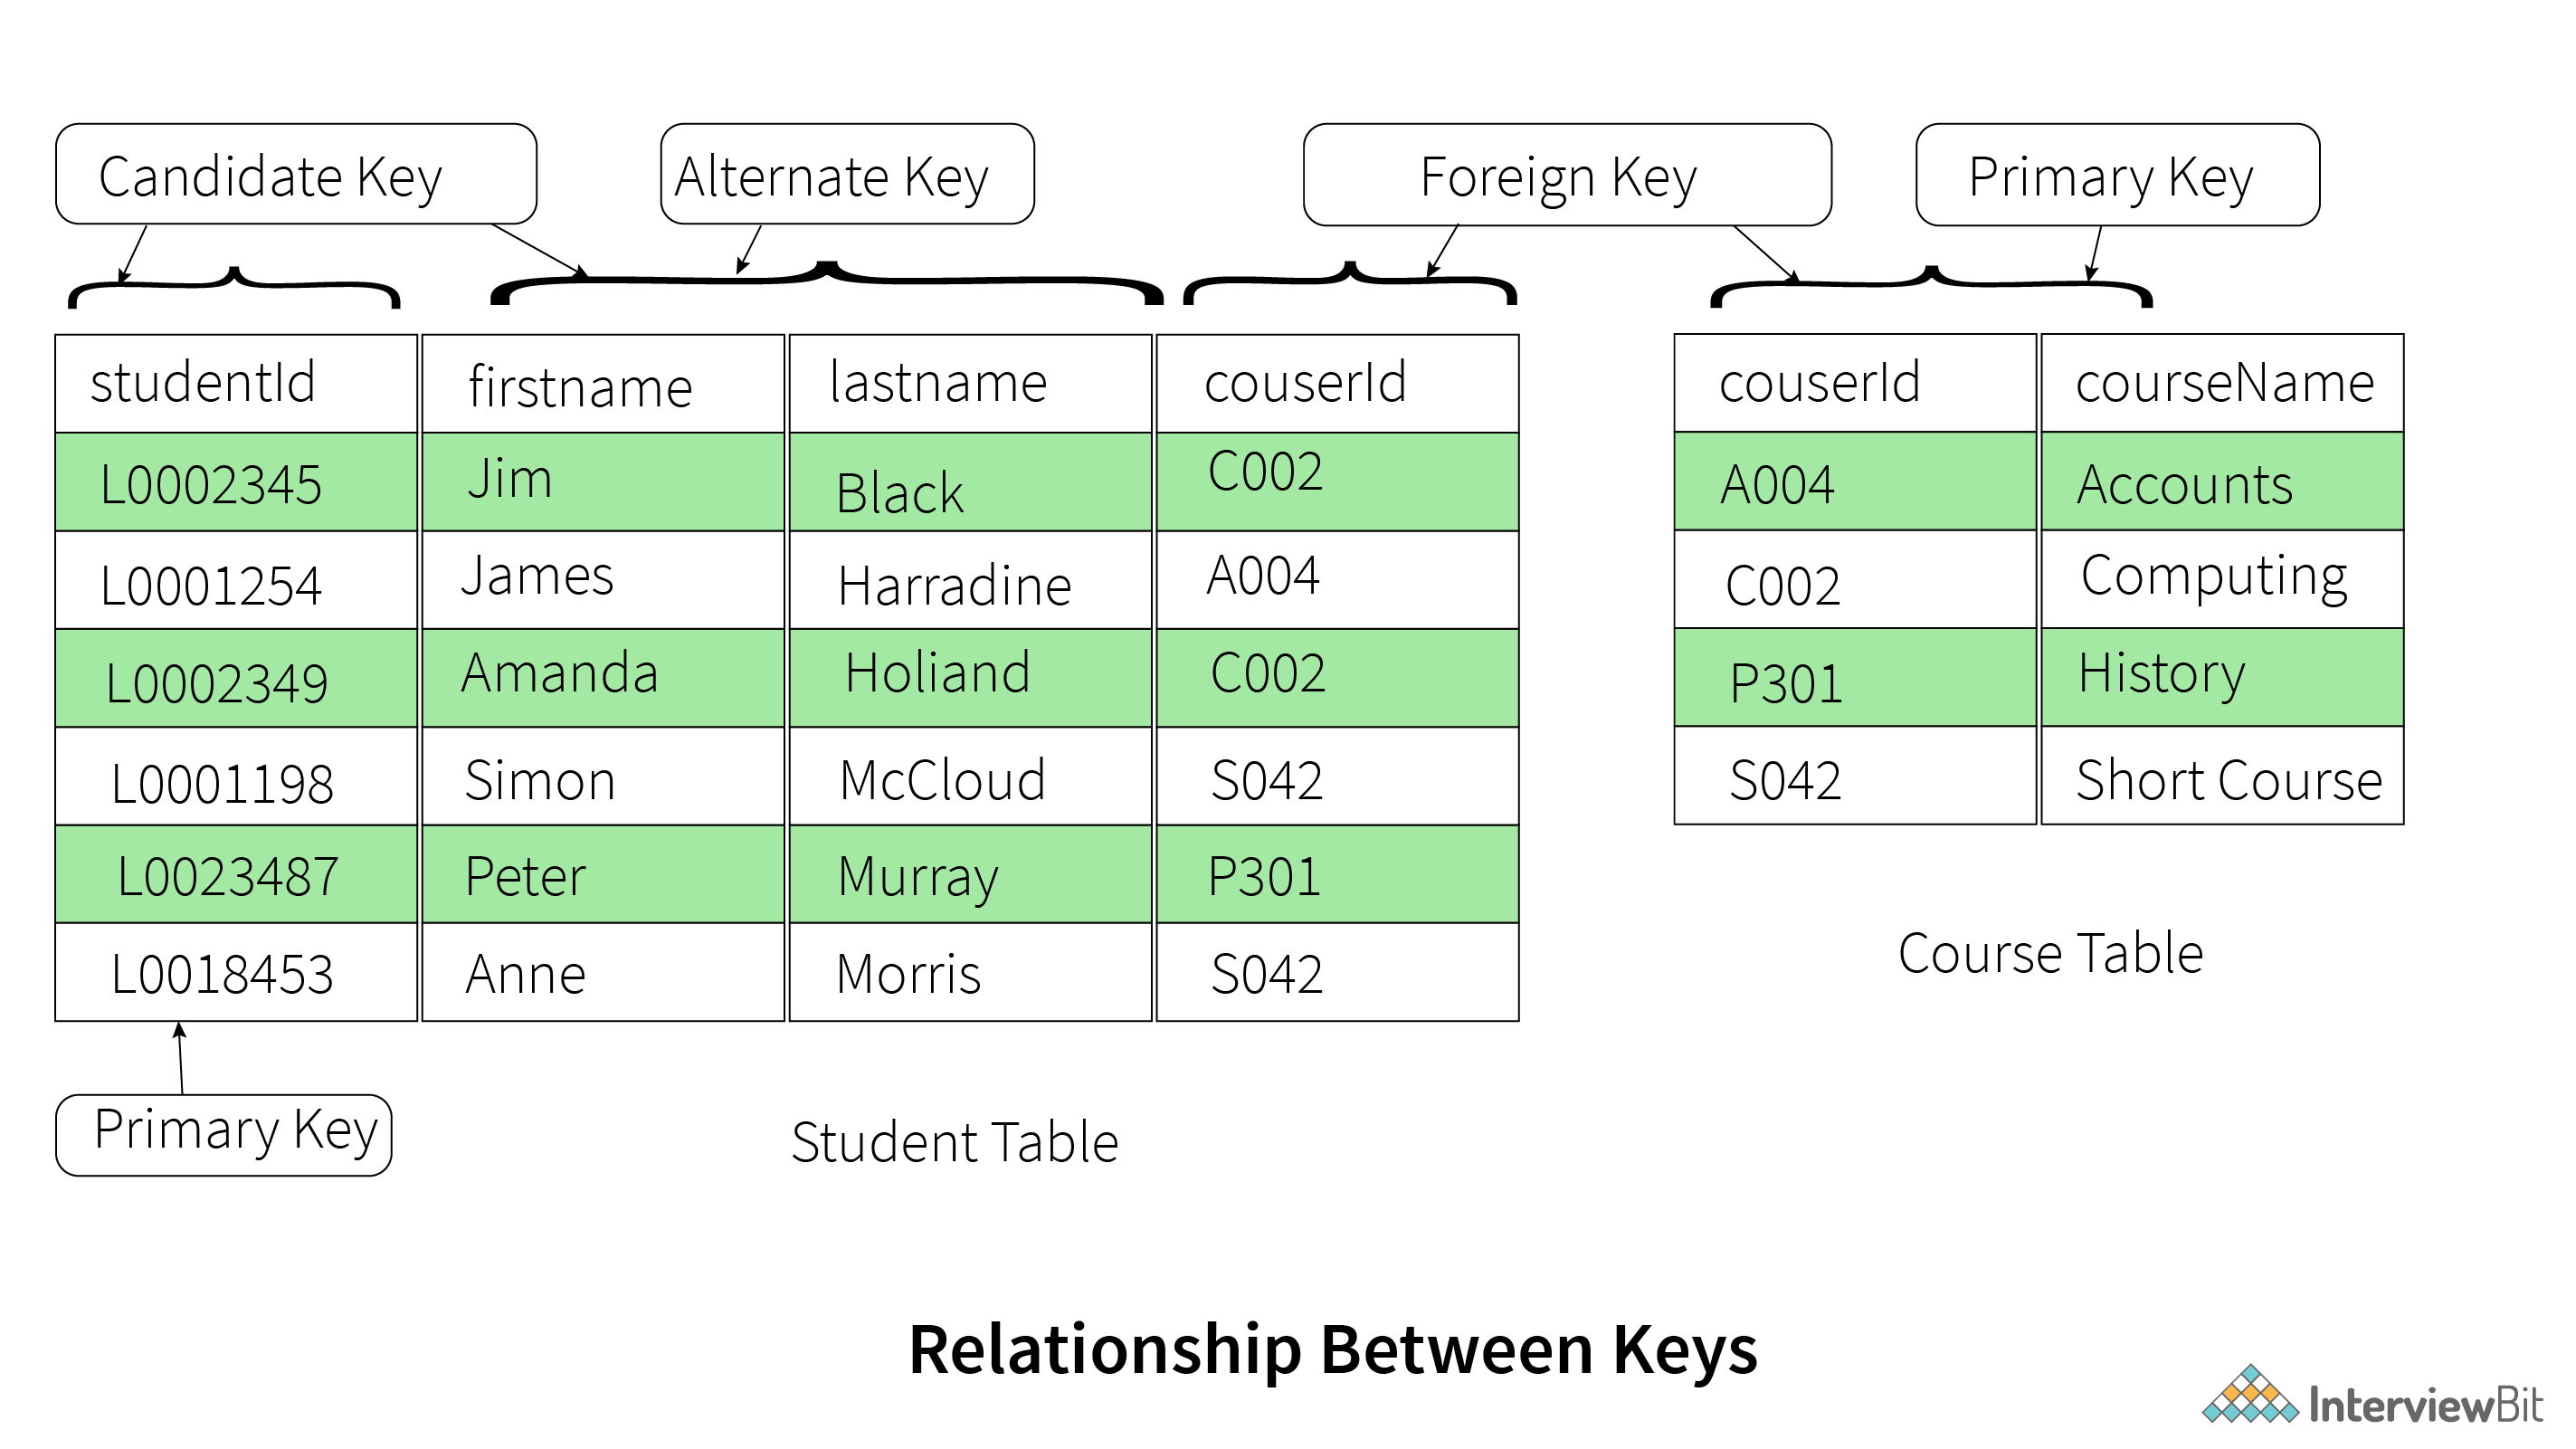 Candidate Key Alternate Key Foreign Key Primary Key
studentId firstname lastname couserId couserId courseName
L0002345 Jim Black C002 A004 Accounts
L0001254 James Harradine A004 C002 Computing
L0002349 Amanda Holiand C002 P301 History
L0001198 Simon McCloud S042 S042 Short Course
L0023487 Peter Murray P301
L0018453 Anne Morris S042
Course Table
Primary Key
Student Table
Relationship Between Keys
InterviewBit